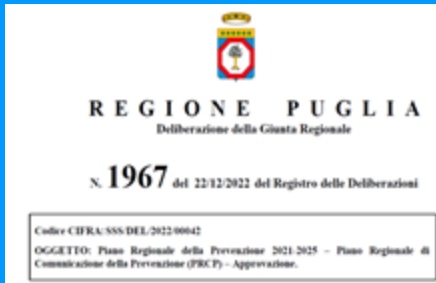 REGIONE PUGLIA
Deliberazione della Giunta Regionale
N. 1967 del 22/12/2022 del Registro delle Deliberazioni
Codice CIFRA: SSS/DEL/2022/00042
OGGETTO: Piano Regionale della Prevenzione 2021-2025 – Piano Regionale di
Comunicazione della Prevenzione (PRCP) – Approvazione.